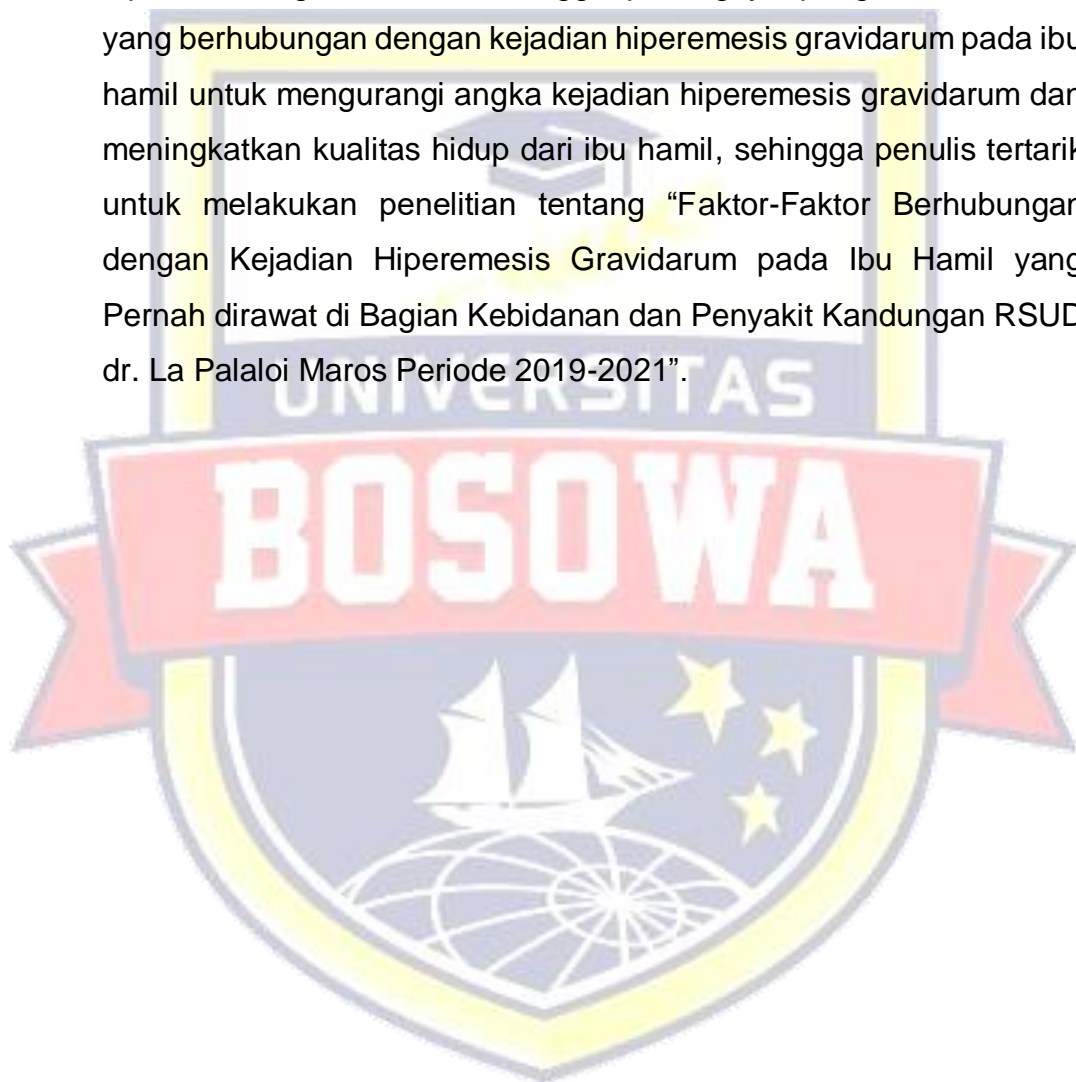 yang berhubungan dengan kejadian hiperemesis gravidarum pada ibu
hamil untuk mengurangi angka kejadian hiperemesis gravidarum dan
meningkatkan kualitas hidup dari ibu hamil, sehingga penulis tertarik
untuk melakukan penelitian tentang “Faktor-Faktor Berhubungan
dengan Kejadian Hiperemesis Gravidarum pada Ibu Hamil yang
Pernah dirawat di Bagian Kebidanan dan Penyakit Kandungan RSUD
dr. La Palaloi Maros Periode 2019-2021”.
UNIVERSITAS
BOSOWA